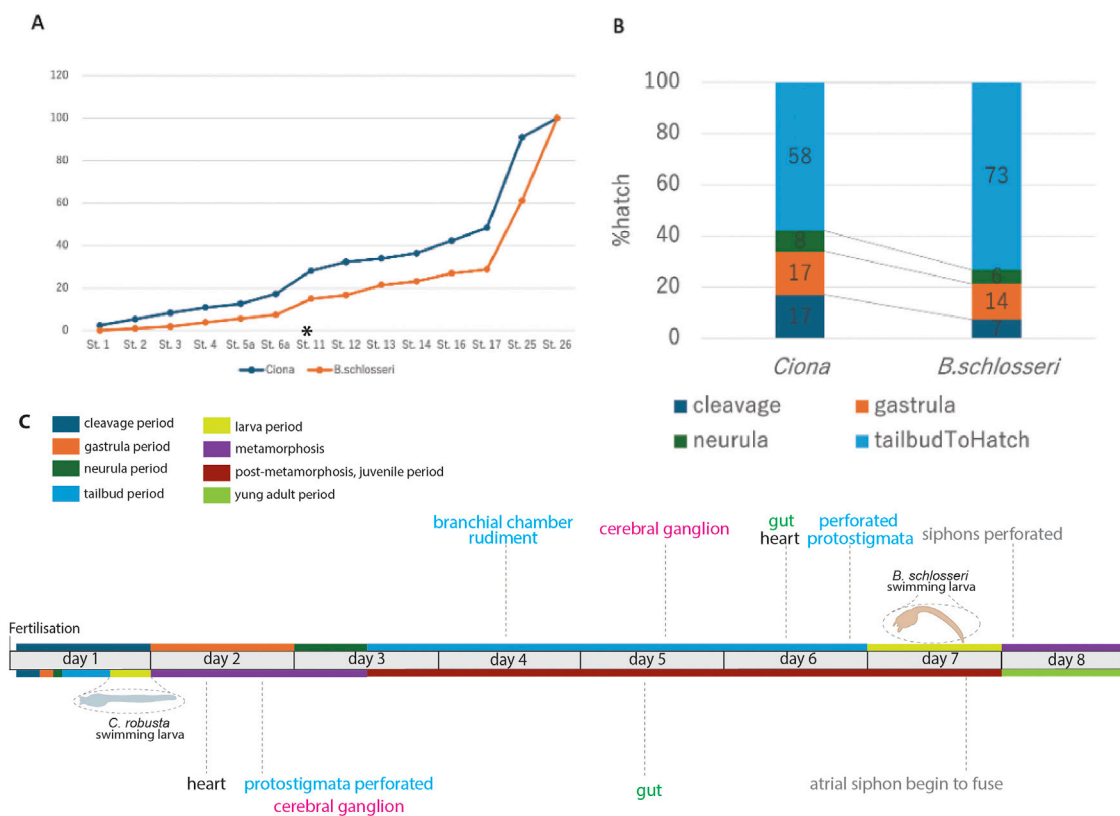 A
120
100
80
60
40
20
0
St. 1 St. 2 St. 3 St. 4 St. 5a St. 6a St. 11 St. 12 St. 13 St. 14 St. 16 St. 17 St. 25 St. 26
*
Ciona B.schlosseri
B
%hatch
100
80
60
40
20
0
58
8
17
17
73
6
14
7
Ciona B.schlosseri
cleavage gastrula
neurula tailbudToHatch
C
cleavage period
gastrula period
neurula period
tailbud period
larva period
metamorphosis
post-metamorphosis, juvenile period
yung adult period
branchial chamber
rudiment
cerebral ganglion
gut
heart
perforated
protostigmata
siphons perforated
B. schlosseri
swimming larva
Fertilisation
day 1 day 2 day 3 day 4 day 5 day 6 day 7 day 8
C. robusta
swimming larva
heart
protostigmata perforated
cerebral ganglion
gut
atrial siphon begin to fuse